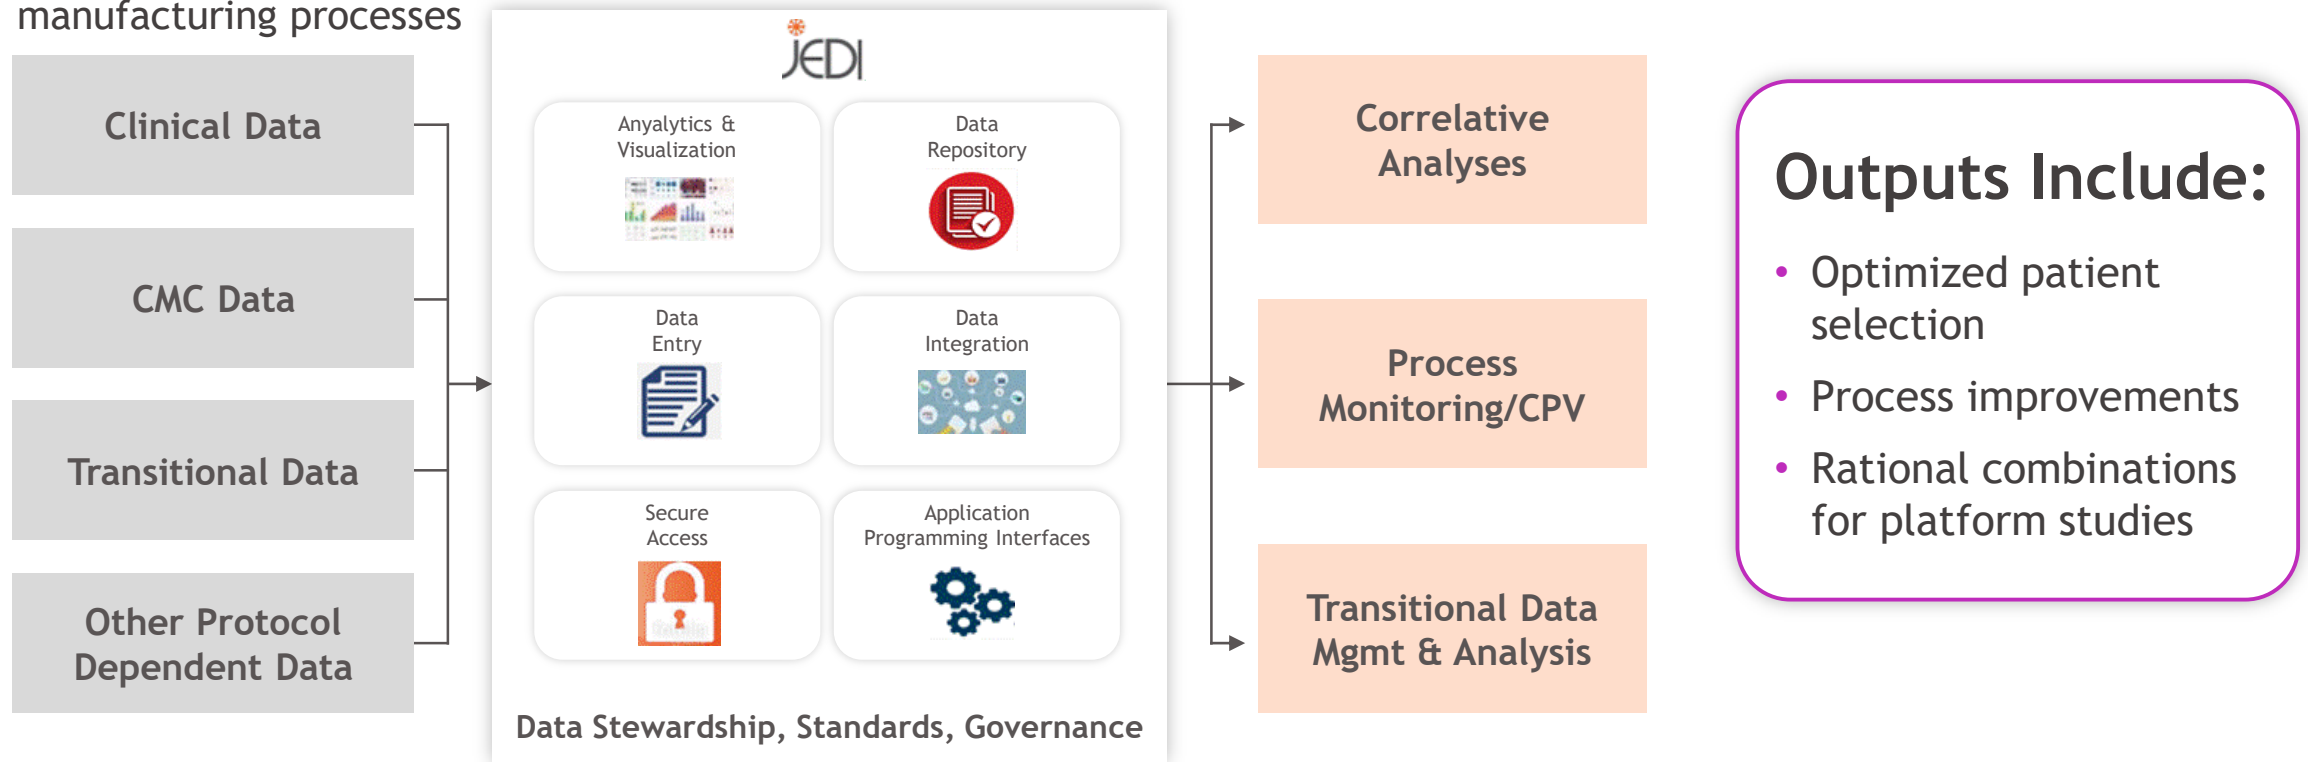 manufacturing processes
Clinical Data
CMC Data
Transitional Data
Other Protocol
Dependent Data
JEDI
Anyalytics &
Visualization
Data
Repository
Data
Entry
Data
Integration
Secure
Access
Application
Programming Interfaces
Data Stewardship, Standards, Governance
Correlative
Analyses
Process
Monitoring/CPV
Transitional Data
Mgmt & Analysis
Outputs Include:
• Optimized patient
selection
• Process improvements
• Rational combinations
for platform studies